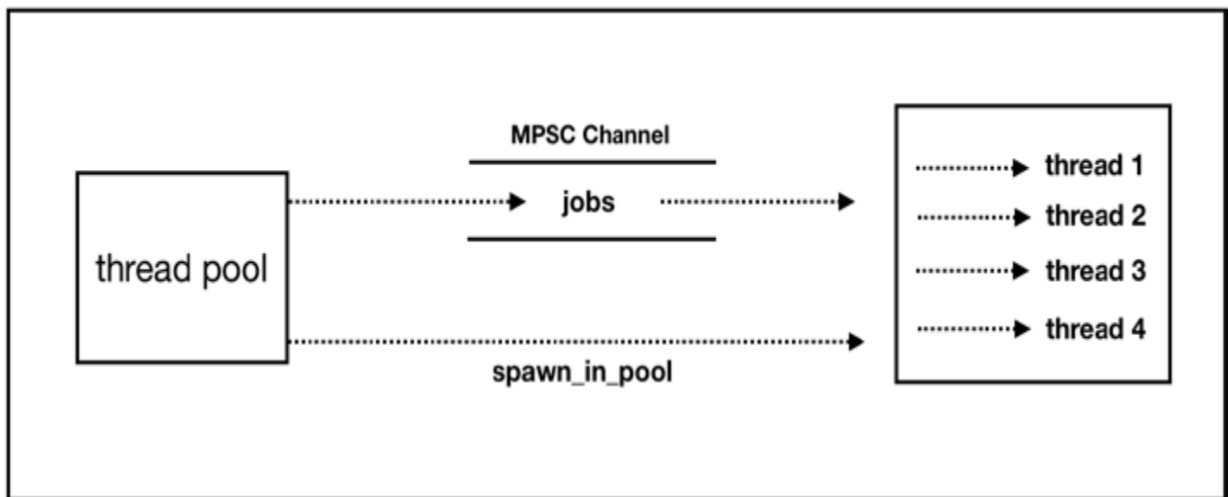 MPSC Channel
jobs
thread pool
spawn_in_pool
thread 1
thread 2
thread 3
thread 4